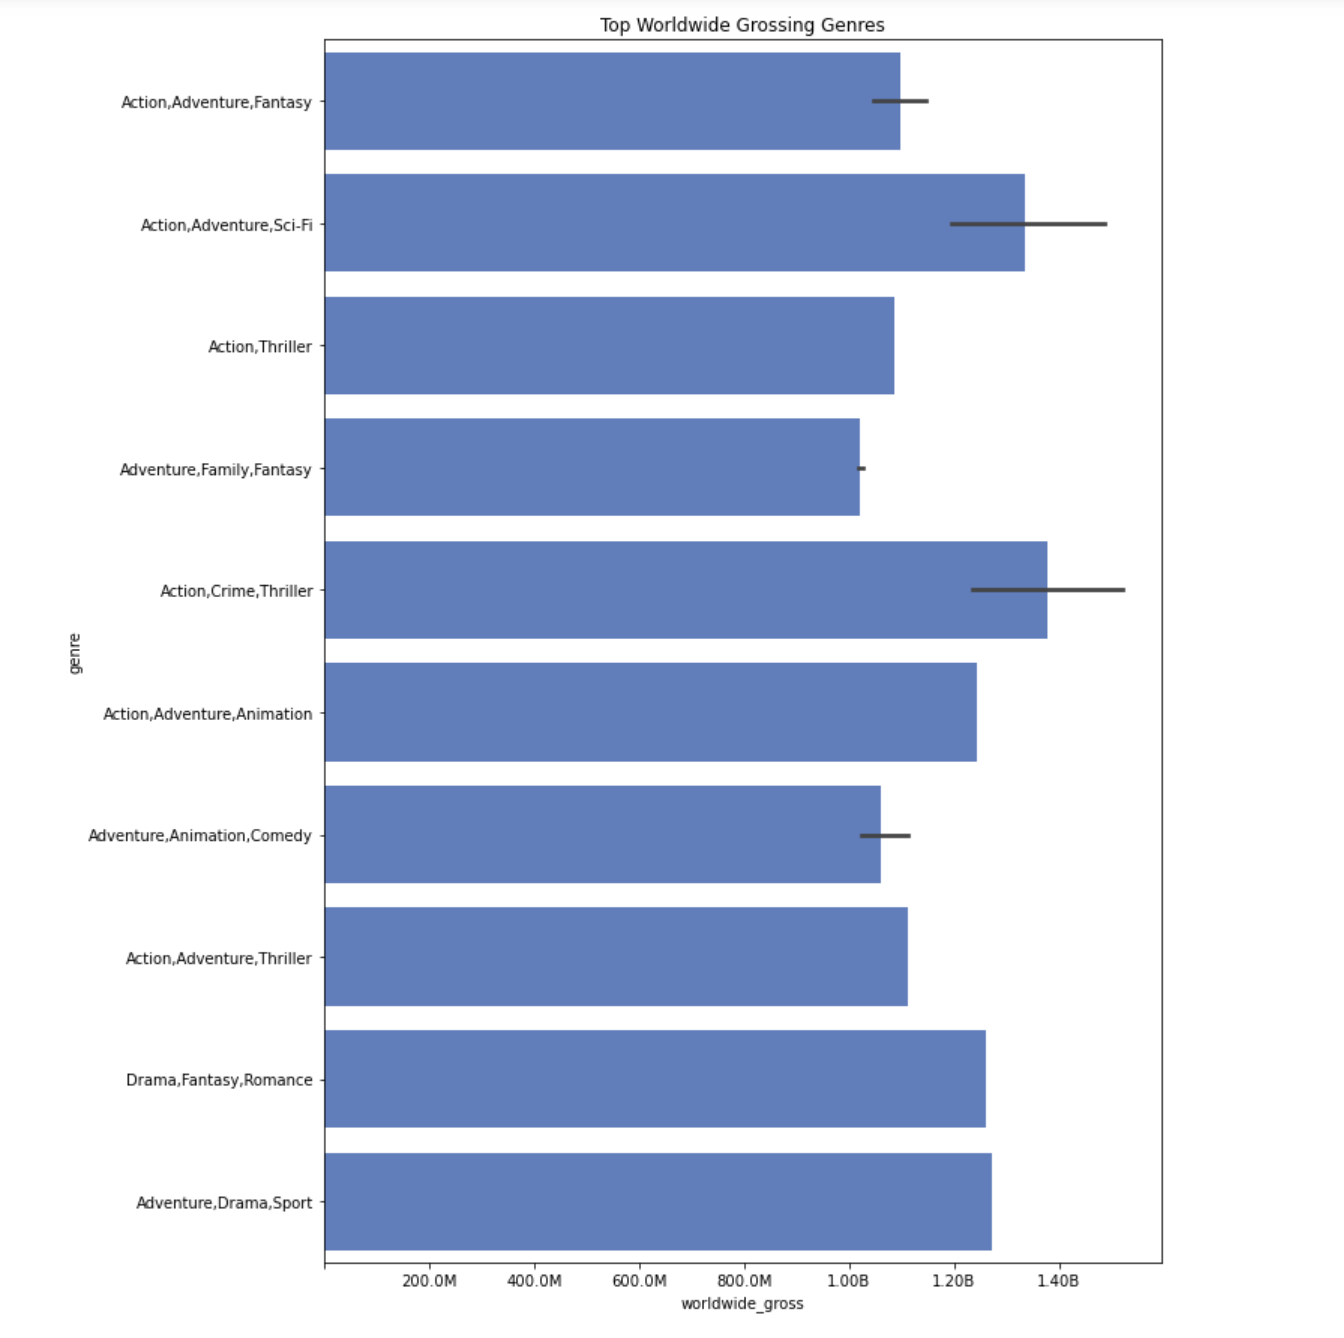 Top Worldwide Grossing Genres
Action,Adventure,Fantasy
Action,Adventure,Sci-Fi
Action,Thriller
Adventure,Family,Fantasy
Action,Crime,Thriller
genre
Action,Adventure,Animation
Adventure,Animation,Comedy
Action,Adventure,Thriller
Drama,Fantasy,Romance
Adventure,Drama,Sport
200.0M 400.0M 600.0M 800.0M 1.00B 1.20B 1.40B
worldwide_gross